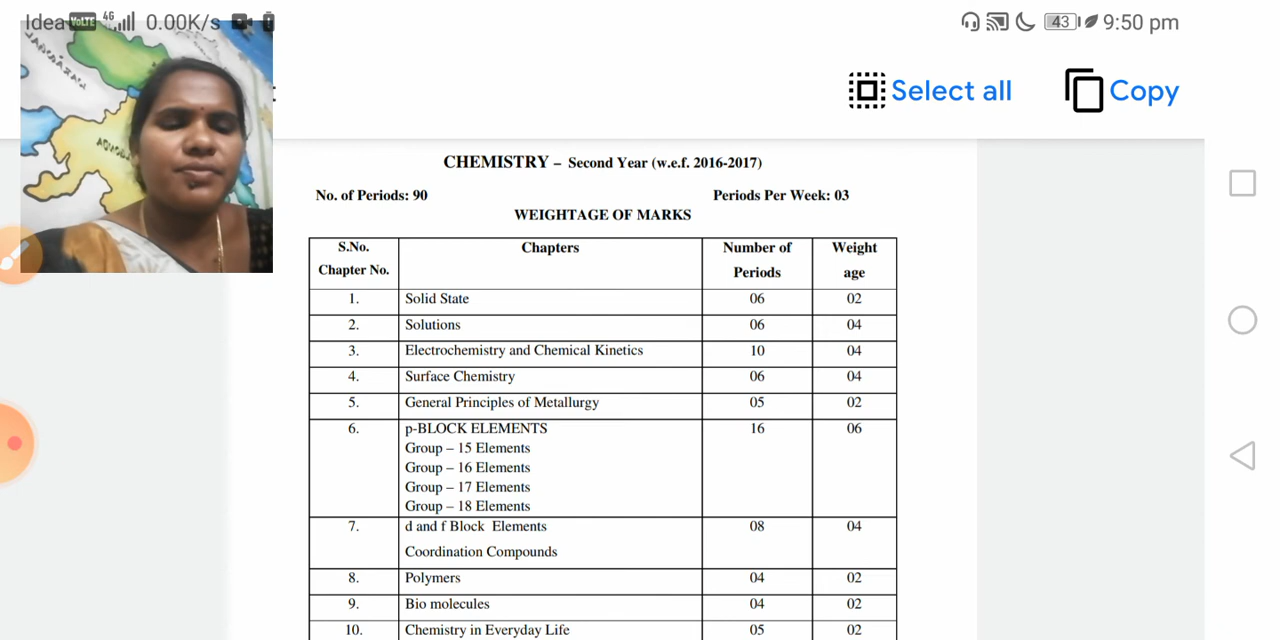 Idea VoLTE 4G 0.00K/s 43 9:50 pm
Select all Copy
CHEMISTRY – Second Year (w.e.f. 2016-2017)
No. of Periods: 90 Periods Per Week: 03
WEIGHTAGE OF MARKS
S.No. Chapter No. Chapters Number of Periods Weight age
1. Solid State 06 02
2. Solutions 06 04
3. Electrochemistry and Chemical Kinetics 10 04
4. Surface Chemistry 06 04
5. General Principles of Metallurgy 05 02
6. p-BLOCK ELEMENTS 16 06
Group – 15 Elements
Group – 16 Elements
Group – 17 Elements
Group – 18 Elements
7. d and f Block Elements 08 04
Coordination Compounds
8. Polymers 04 02
9. Bio molecules 04 02
10. Chemistry in Everyday Life 05 02